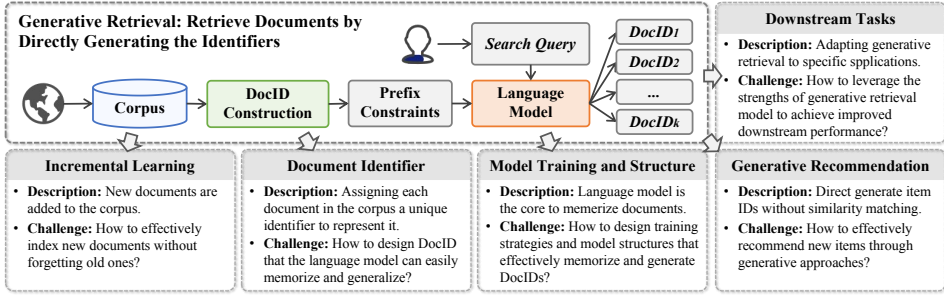 Generative Retrieval: Retrieve Documents by
Directly Generating the Identifiers
Search Query
Corpus
DocID
Construction
Prefix
Constraints
Language
Model
DocID1
DocID2
...
DocIDk
Downstream Tasks
• Description: Adapting generative
retrieval to specific spplications.
• Challenge: How to leverage the
strengths of generative retrieval
model to achieve improved
downstream performance?
Incremental Learning
• Description: New documents are
added to the corpus.
• Challenge: How to effectively
index new documents without
forgetting old ones?
Document Identifier
• Description: Assigning each
document in the corpus a unique
identifier to represent it.
• Challenge: How to design DocID
that the language model can easily
memorize and generalize?
Model Training and Structure
• Description: Language model is
the core to memerize documents.
• Challenge: How to design training
strategies and model structures that
effectively memorize and generate
DocIDs?
Generative Recommendation
• Description: Direct generate item
IDs without similarity matching.
• Challenge: How to effectively
recommend new items through
generative approaches?